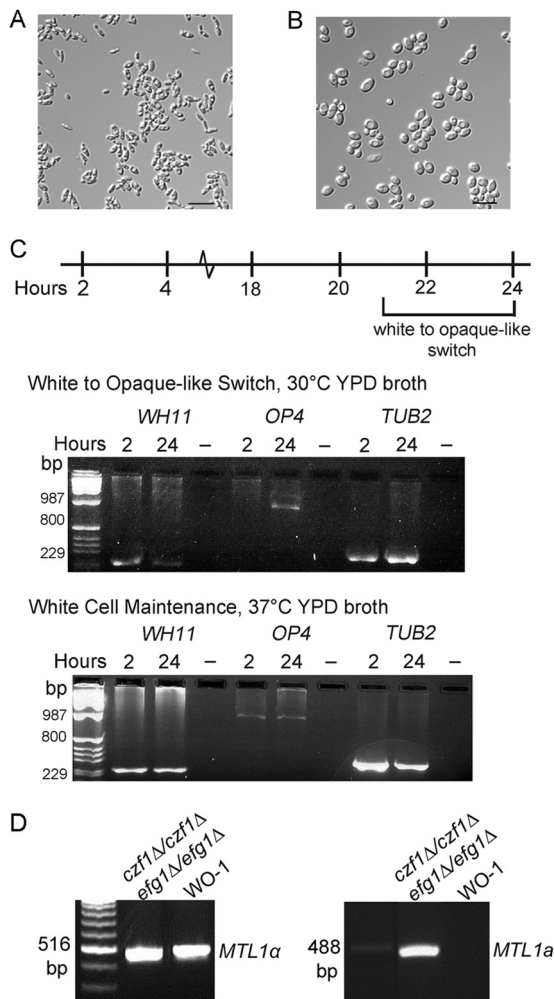 A
B
C
Hours 2 4 18 20 22 24
white to opaque-like
switch
White to Opaque-like Switch, 30°C YPD broth
WH11 OP4 TUB2
Hours 2 24 – 2 24 – 2 24 –
bp
987
800
229
White Cell Maintenance, 37°C YPD broth
WH11 OP4 TUB2
Hours 2 24 – 2 24 – 2 24 –
bp
987
800
229
D
czf1Δ/czf1Δ
efg1Δ/efg1Δ
WO-1
516
bp
MTL1α
czf1Δ/czf1Δ
efg1Δ/efg1Δ
WO-1
488
bp
MTL1a